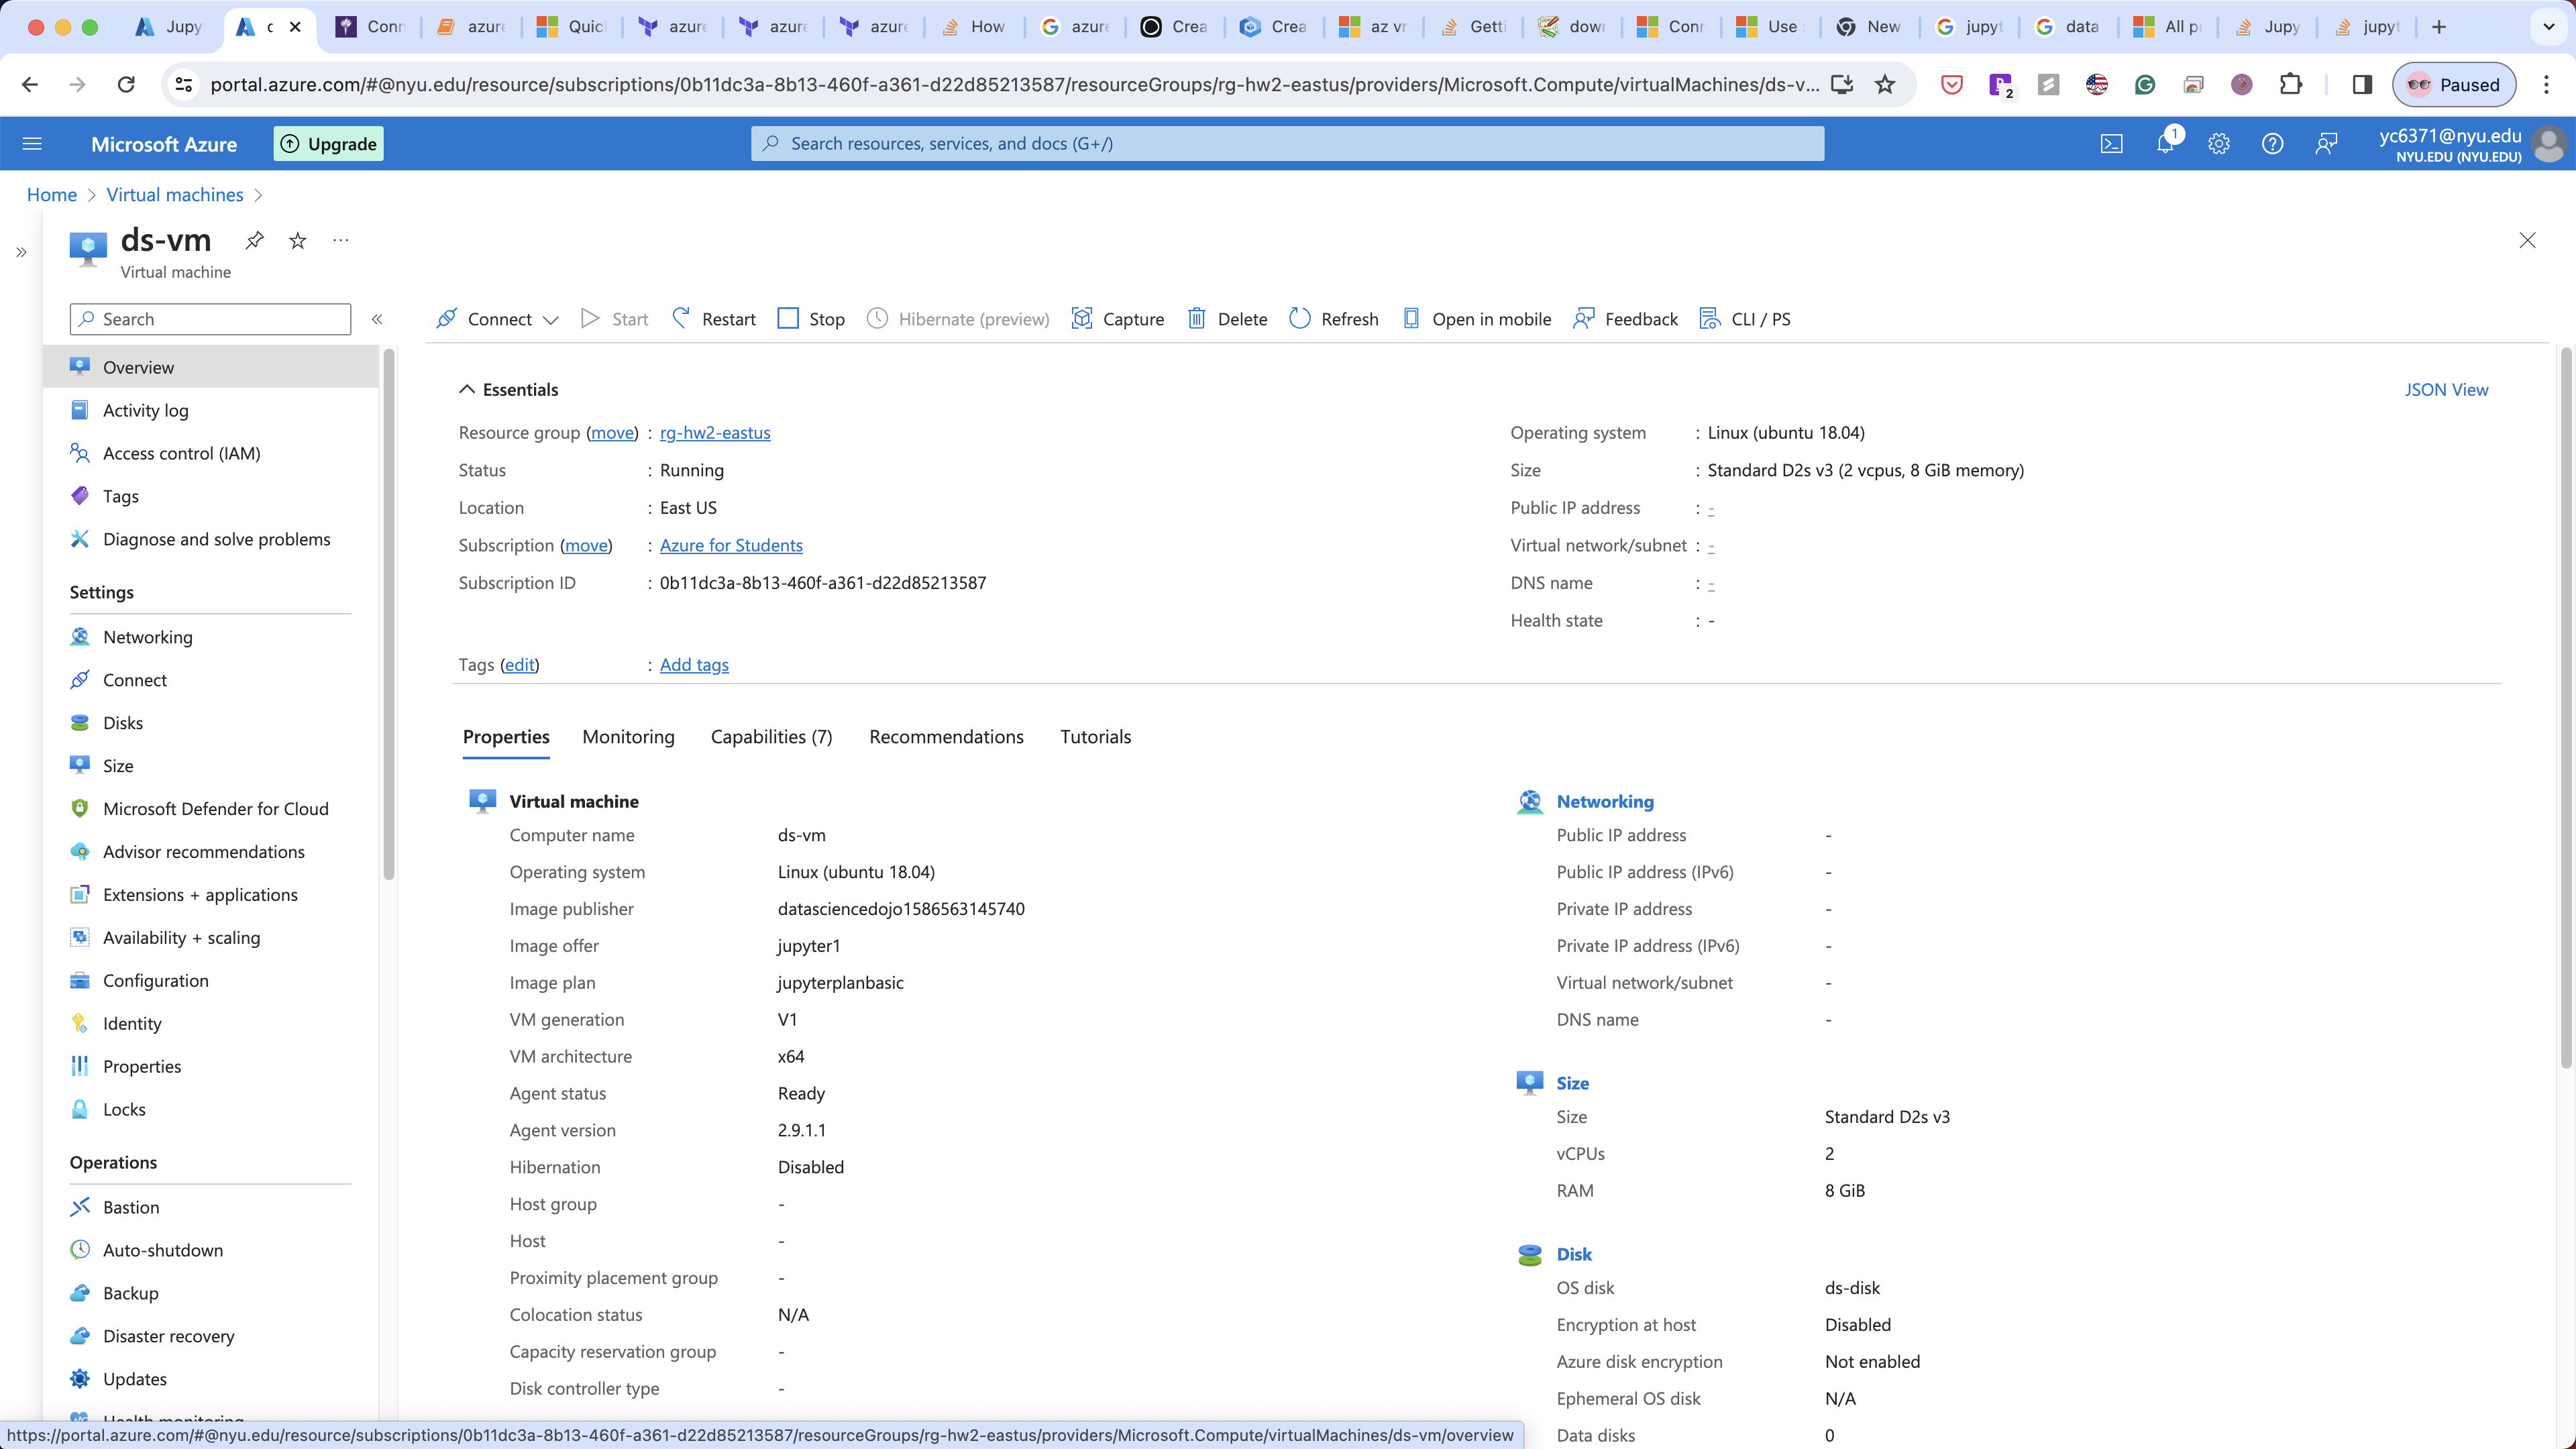 Jupy
c
Conn
azure
Quic
azure
azure
azure
How
azure
Crea
Crea
az vr
Getti
dow
Conr
Use
New
jupyt
data
All p
Jupy
jupyt
portal.azure.com/#@nyu.edu/resource/subscriptions/0b11dc3a-8b13-460f-a361-d22d85213587/resourceGroups/rg-hw2-eastus/providers/Microsoft.Compute/virtualMachines/ds-v...
2
Paused
Microsoft Azure
Upgrade
Search resources, services, and docs (G+/)
1
yc6371@nyu.edu
NYU.EDU (NYU.EDU)
Home > Virtual machines >
ds-vm
Virtual machine
Search
Connect
Start
Restart
Stop
Hibernate (preview)
Capture
Delete
Refresh
Open in mobile
Feedback
CLI / PS
Overview
Activity log
Access control (IAM)
Tags
Diagnose and solve problems
Settings
Networking
Connect
Disks
Size
Microsoft Defender for Cloud
Advisor recommendations
Extensions + applications
Availability + scaling
Configuration
Identity
Properties
Locks
Operations
Bastion
Auto-shutdown
Backup
Disaster recovery
Updates
Health monitoring
Essentials
JSON View
Resource group (move) : rg-hw2-eastus
Status : Running
Location : East US
Subscription (move) : Azure for Students
Subscription ID : 0b11dc3a-8b13-460f-a361-d22d85213587
Operating system : Linux (ubuntu 18.04)
Size : Standard D2s v3 (2 vcpus, 8 GiB memory)
Public IP address : -
Virtual network/subnet : -
DNS name : -
Health state : -
Tags (edit) : Add tags
Properties
Monitoring
Capabilities (7)
Recommendations
Tutorials
Virtual machine
Computer name ds-vm
Operating system Linux (ubuntu 18.04)
Image publisher datasciencedojo1586563145740
Image offer jupyter1
Image plan jupyterplanbasic
VM generation V1
VM architecture x64
Agent status Ready
Agent version 2.9.1.1
Hibernation Disabled
Host group -
Host -
Proximity placement group -
Colocation status N/A
Capacity reservation group -
Disk controller type -
Networking
Public IP address -
Public IP address (IPv6) -
Private IP address -
Private IP address (IPv6) -
Virtual network/subnet -
DNS name -
Size
Size Standard D2s v3
vCPUs 2
RAM 8 GiB
Disk
OS disk ds-disk
Encryption at host Disabled
Azure disk encryption Not enabled
Ephemeral OS disk N/A
Data disks 0
https://portal.azure.com/#@nyu.edu/resource/subscriptions/0b11dc3a-8b13-460f-a361-d22d85213587/resourceGroups/rg-hw2-eastus/providers/Microsoft.Compute/virtualMachines/ds-vm/overview